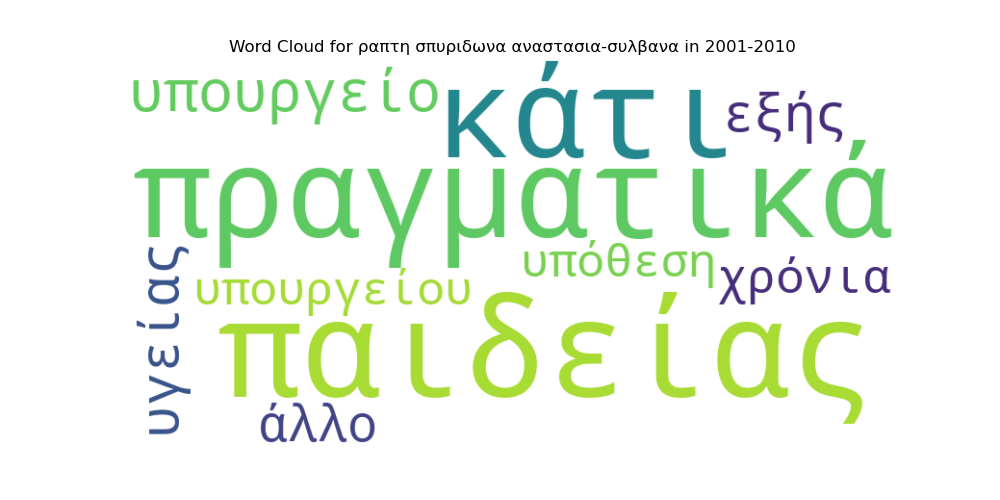 Word Cloud for ραπτη σπυριδωνα αναστασια-συλβανα in 2001-2010
υπουργείο
κάτι
εξής
πραγματικά
υγείας
υπόθεση
υπουργείου
χρόνια
παιδείας
άλλο